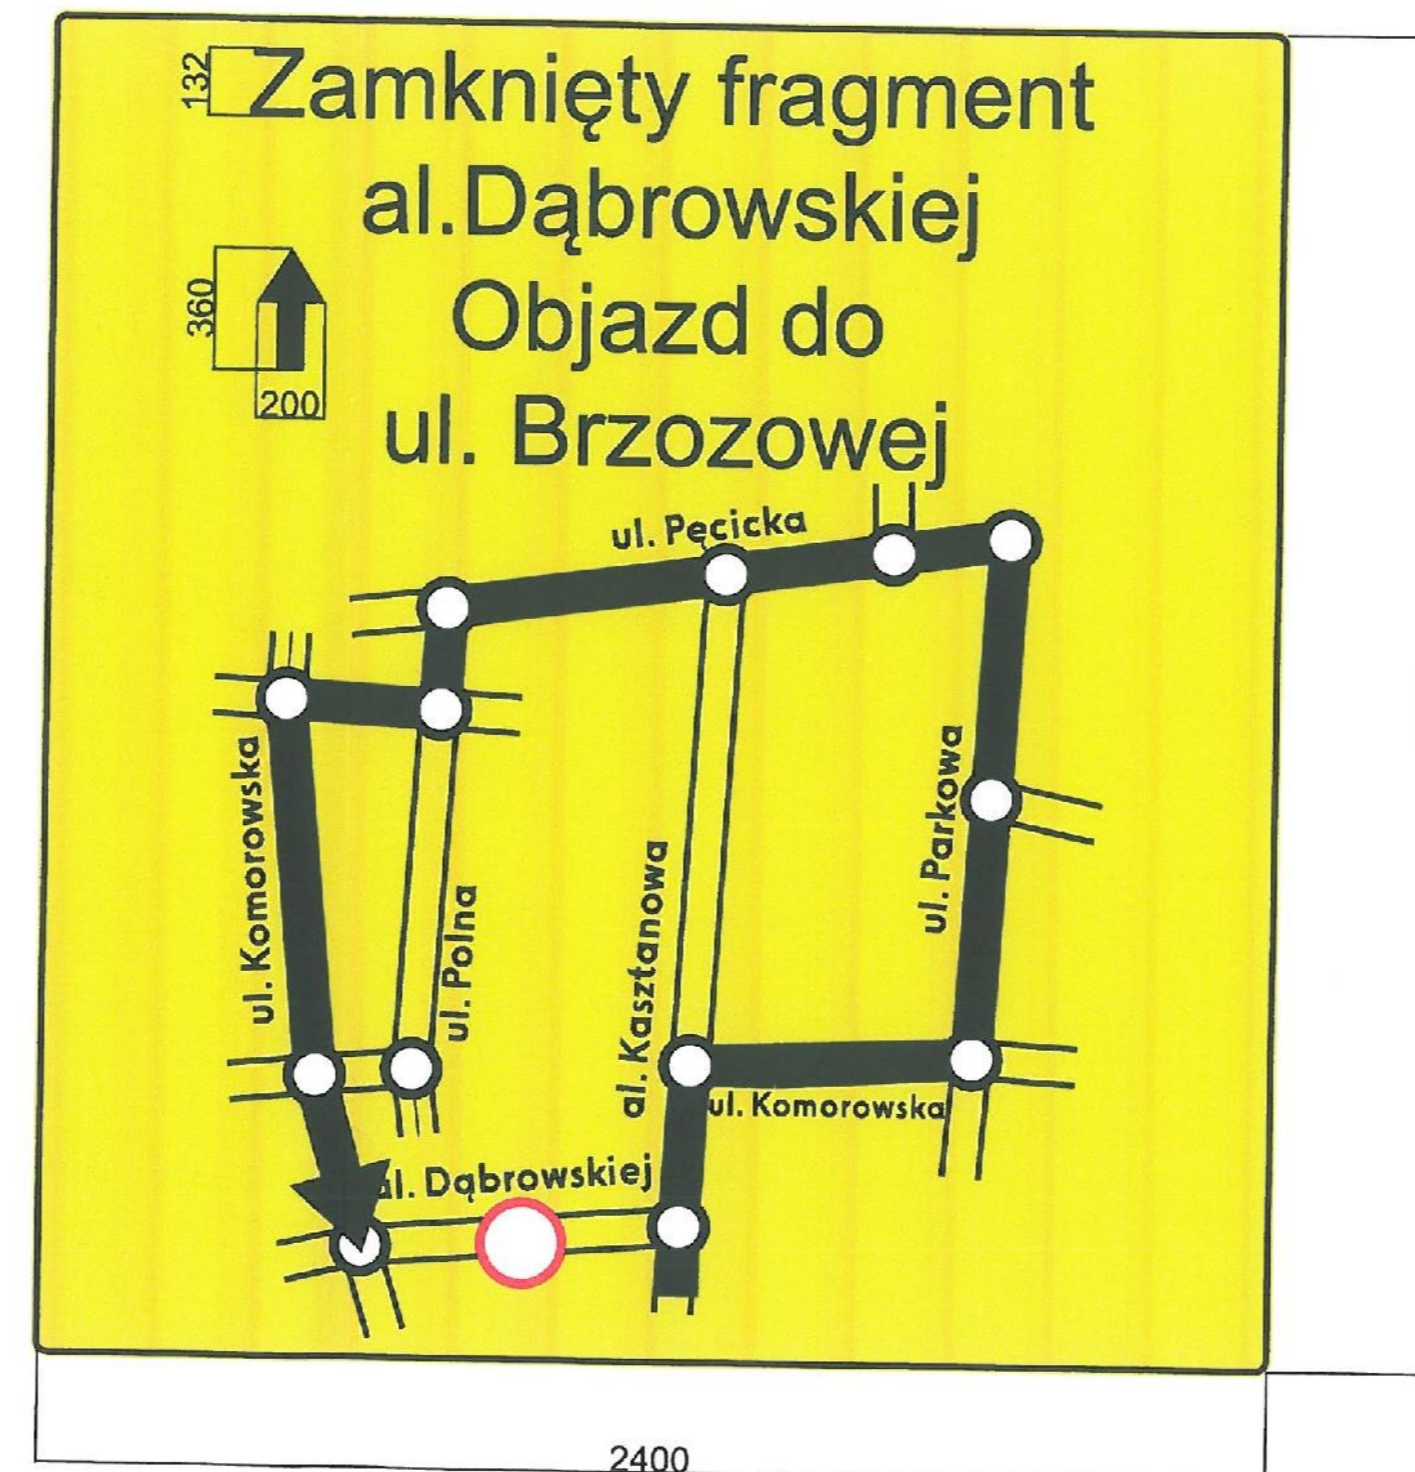 132
Zamknięty fragment
al.Dąbrowskiej
360
Objazd do
200
ul. Brzozowej
ul. Pęcicka
ul. Komorowska
ul. Polna
al. Kasztanowa
ul. Parkowa
ul. Komorowska
al. Dąbrowskiej
2400